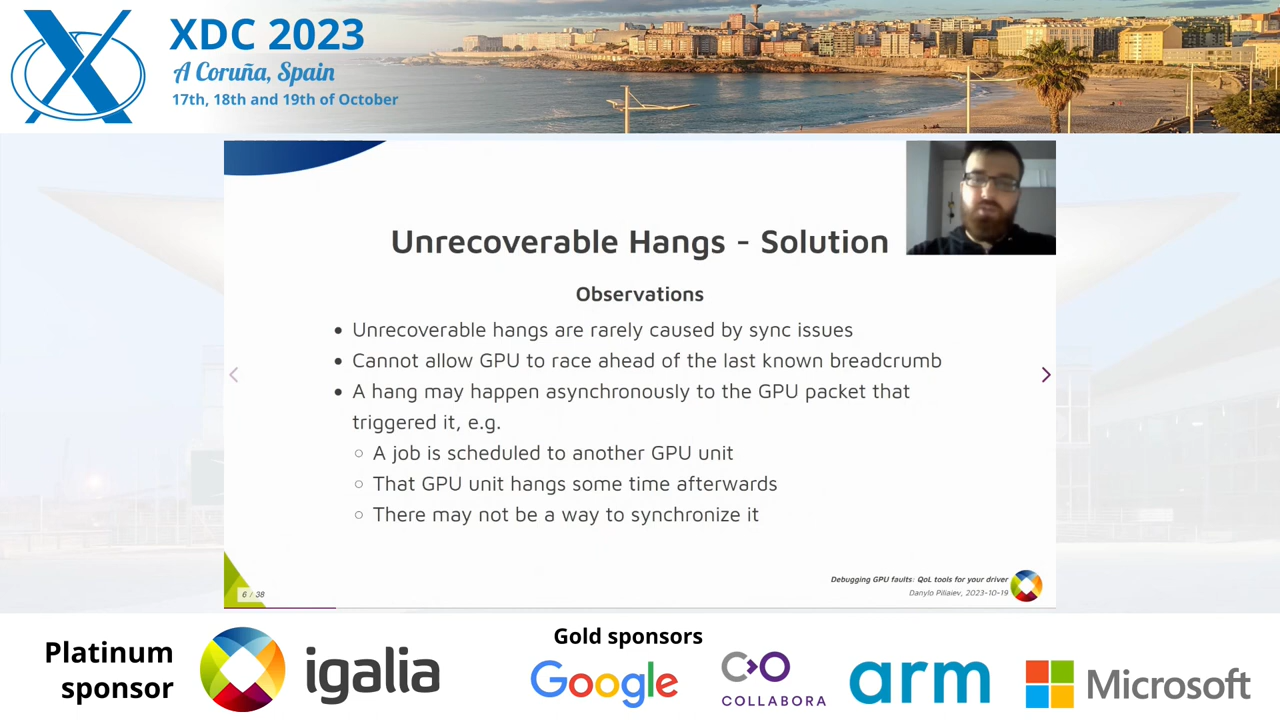 XDC 2023
A Coruña, Spain
17th, 18th and 19th of October
Unrecoverable Hangs - Solution
Observations
• Unrecoverable hangs are rarely caused by sync issues
• Cannot allow GPU to race ahead of the last known breadcrumb
• A hang may happen asynchronously to the GPU packet that
triggered it, e.g.
○ A job is scheduled to another GPU unit
○ That GPU unit hangs some time afterwards
○ There may not be a way to synchronize it
6 / 38
Debugging GPU faults: QoL tools for your driver
Danylo Piliaiev, 2023-10-19
Platinum
sponsor
igalia
Gold sponsors
Google
COLLABORA
arm
Microsoft